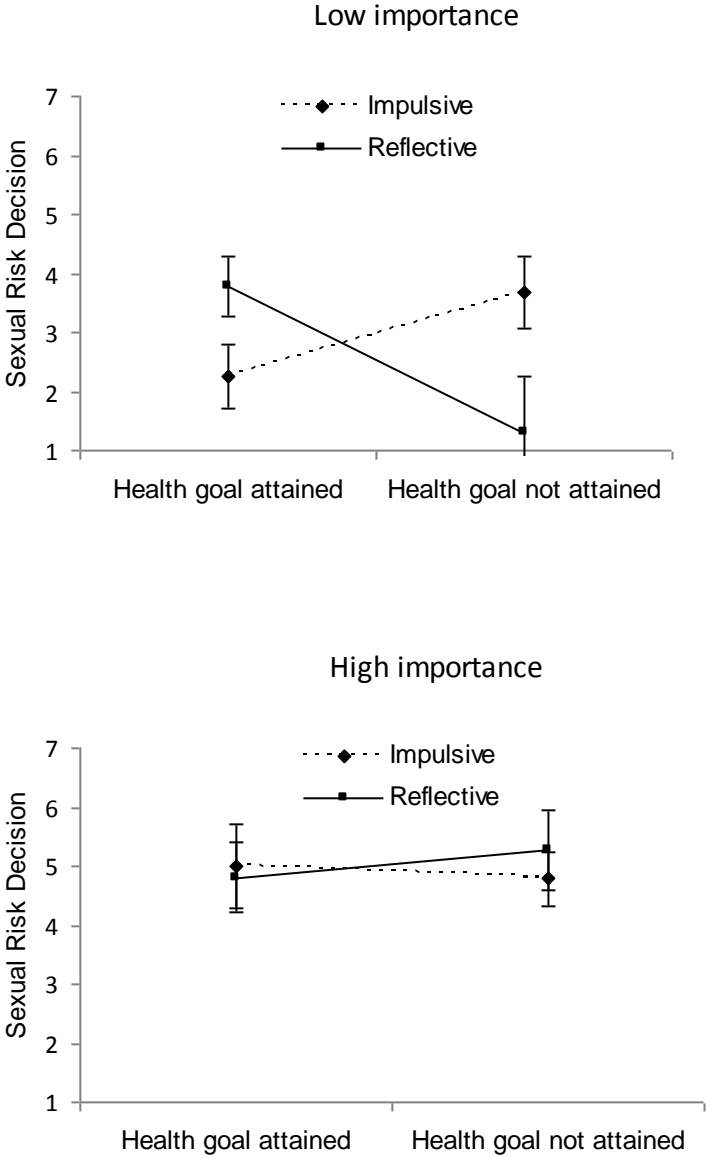 Low importance
7
Impulsive
Reflective
6
5
4
3
2
1
Sexual Risk Decision
Health goal attained
Health goal not attained
High importance
7
Impulsive
Reflective
6
5
4
3
2
1
Sexual Risk Decision
Health goal attained
Health goal not attained